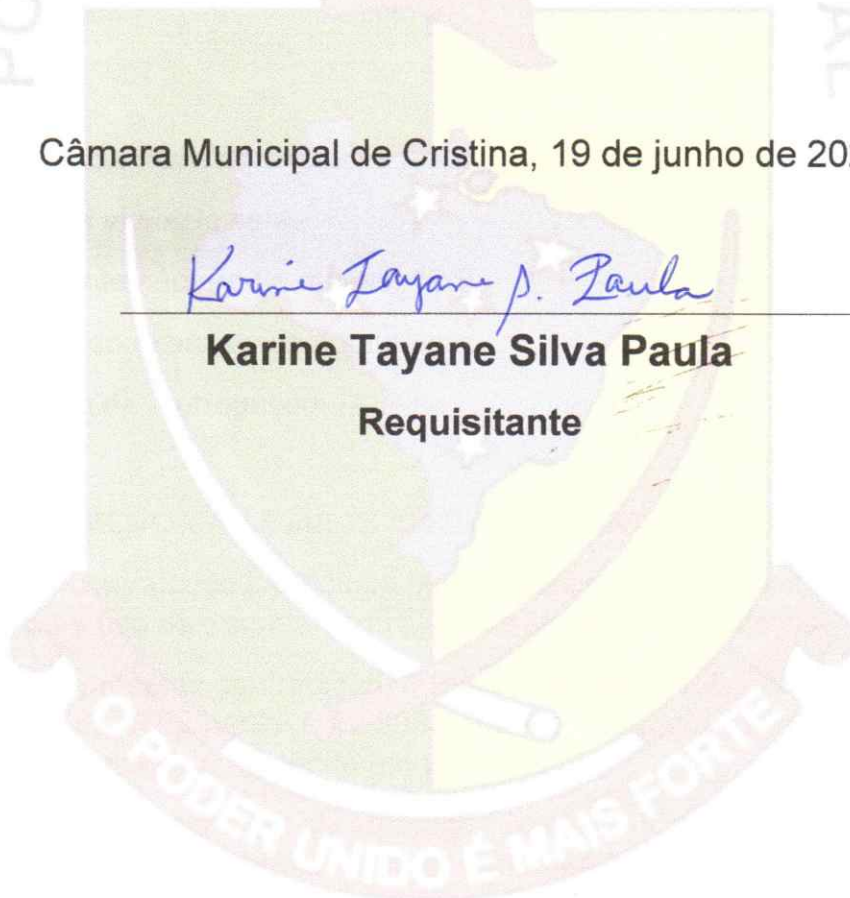 Câmara Municipal de Cristina, 19 de junho de 20
Karine Tayane S. Paula
Karine Tayane Silva Paula
Requisitante
O PODER UNIDO É MAIS FORTE